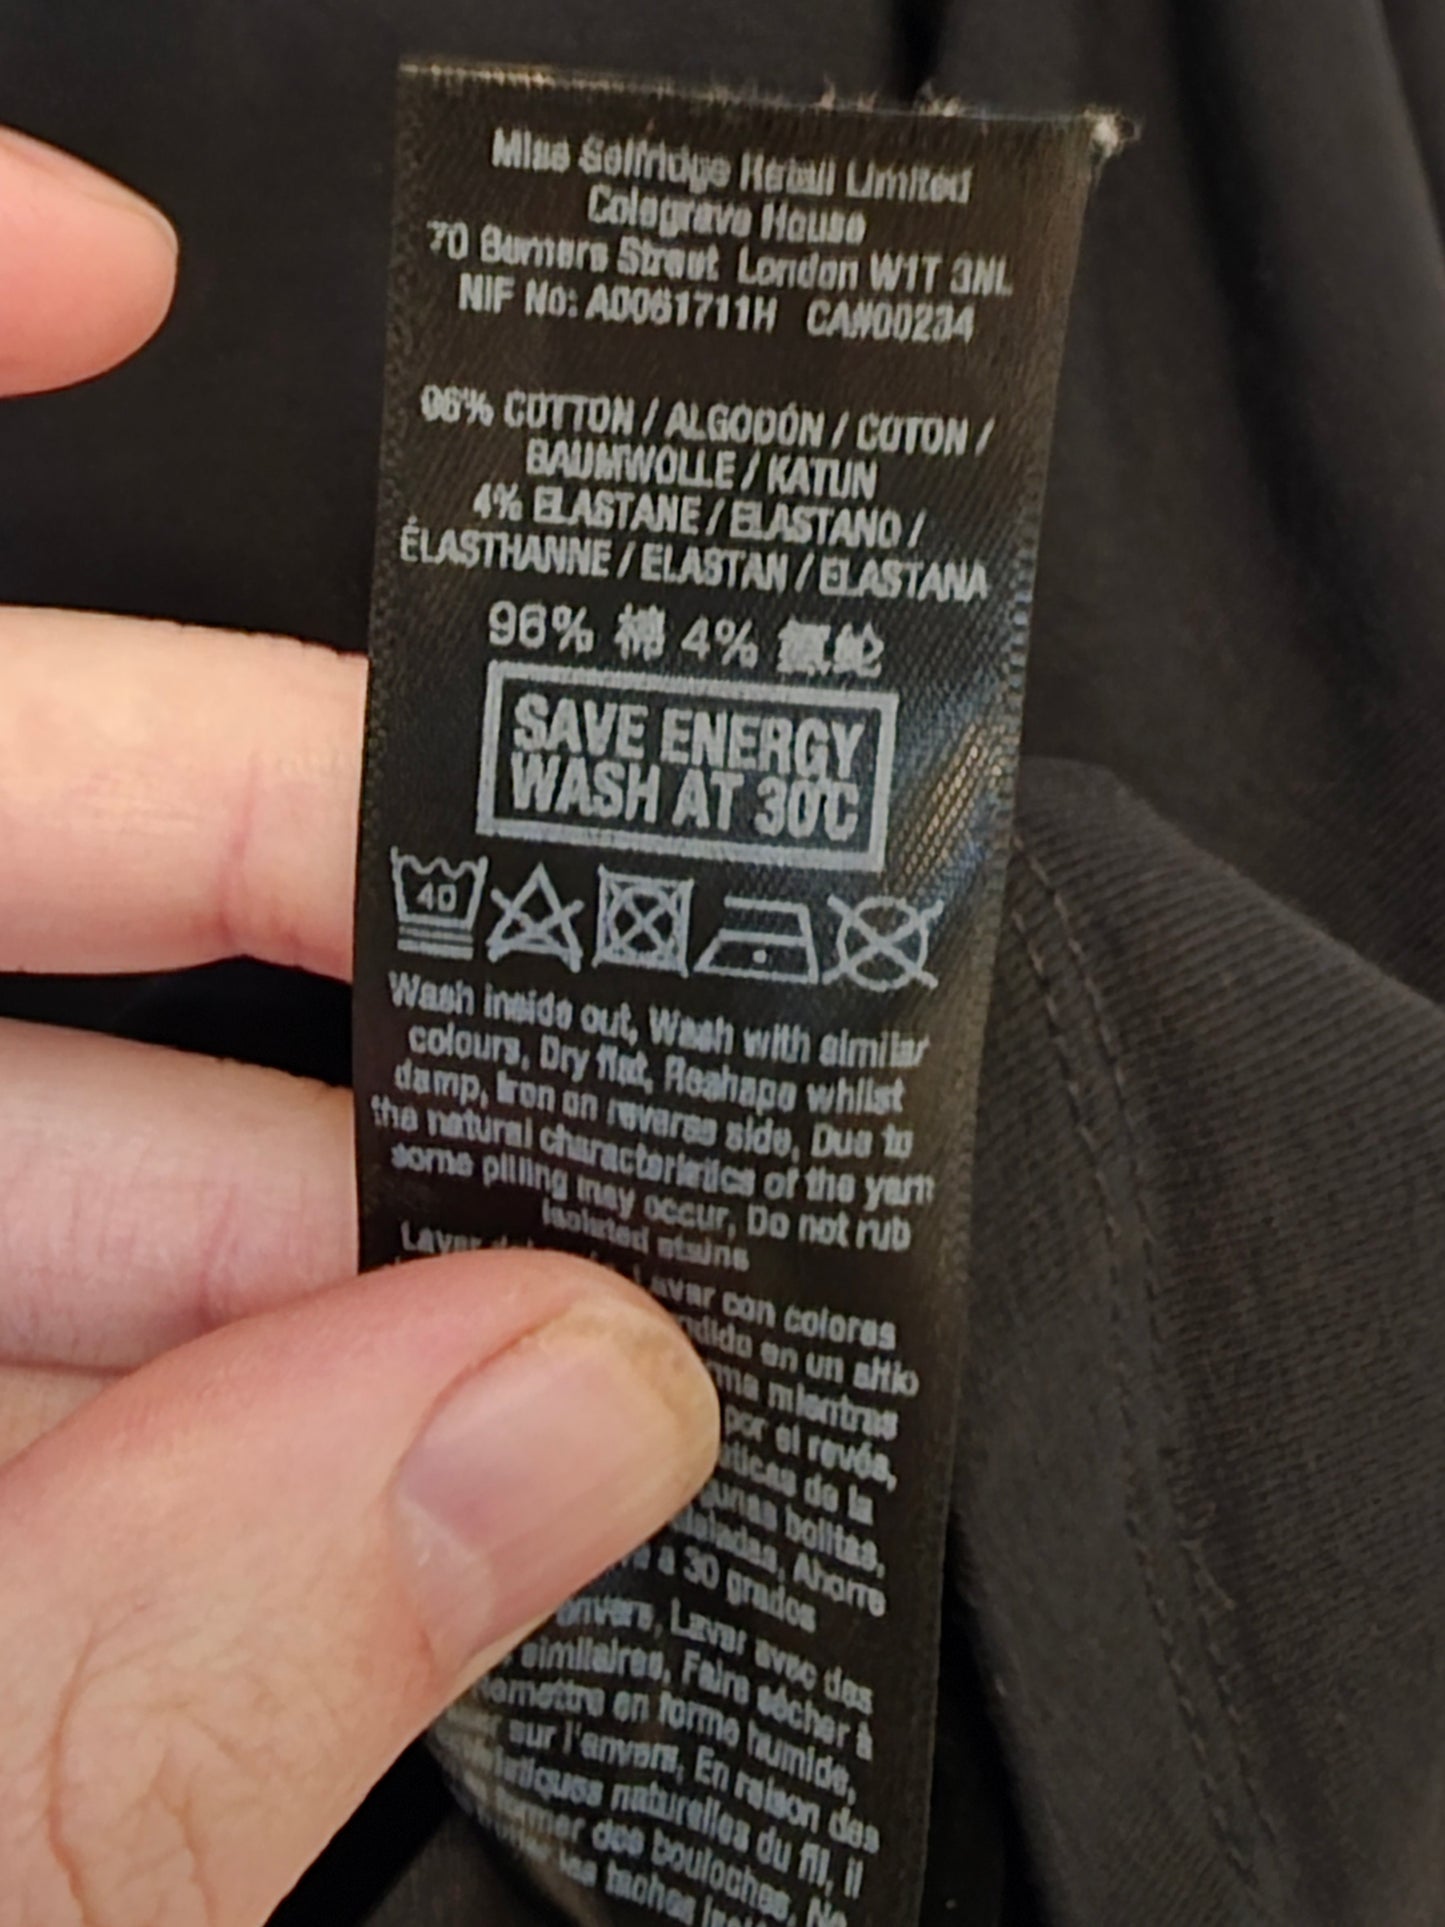 Miss Selfridge Retail Limited
Colegrave House
70 Berners Street London W1T 3NL
NIF No: A0061711H CA#00234
96% COTTON / ALGODÓN / COTON /
BAUMWOLLE / KATUN
4% ELASTANE / ELASTANO /
ÉLASTHANNE / ELASTAN / ELASTANA
96% 棉 4% 氨纶
SAVE ENERGY
WASH AT 30°C
40
Wash inside out, Wash with similar
colours, Dry flat, Reshape whilst
damp, Iron on reverse side, Due to
the natural characteristics of the yarn
some pilling may occur, Do not rub
isolated stains
Lavar Lavar con colores
en un sitio
mientras
por el revés,
de la
bolitas,
Ahorre
a 30 grados
Laver avec des
similaires, Faire sécher à
en forme humide,
sur l'envers, En raison des
naturelles du fil, il
des bouloches, Ne
les taches